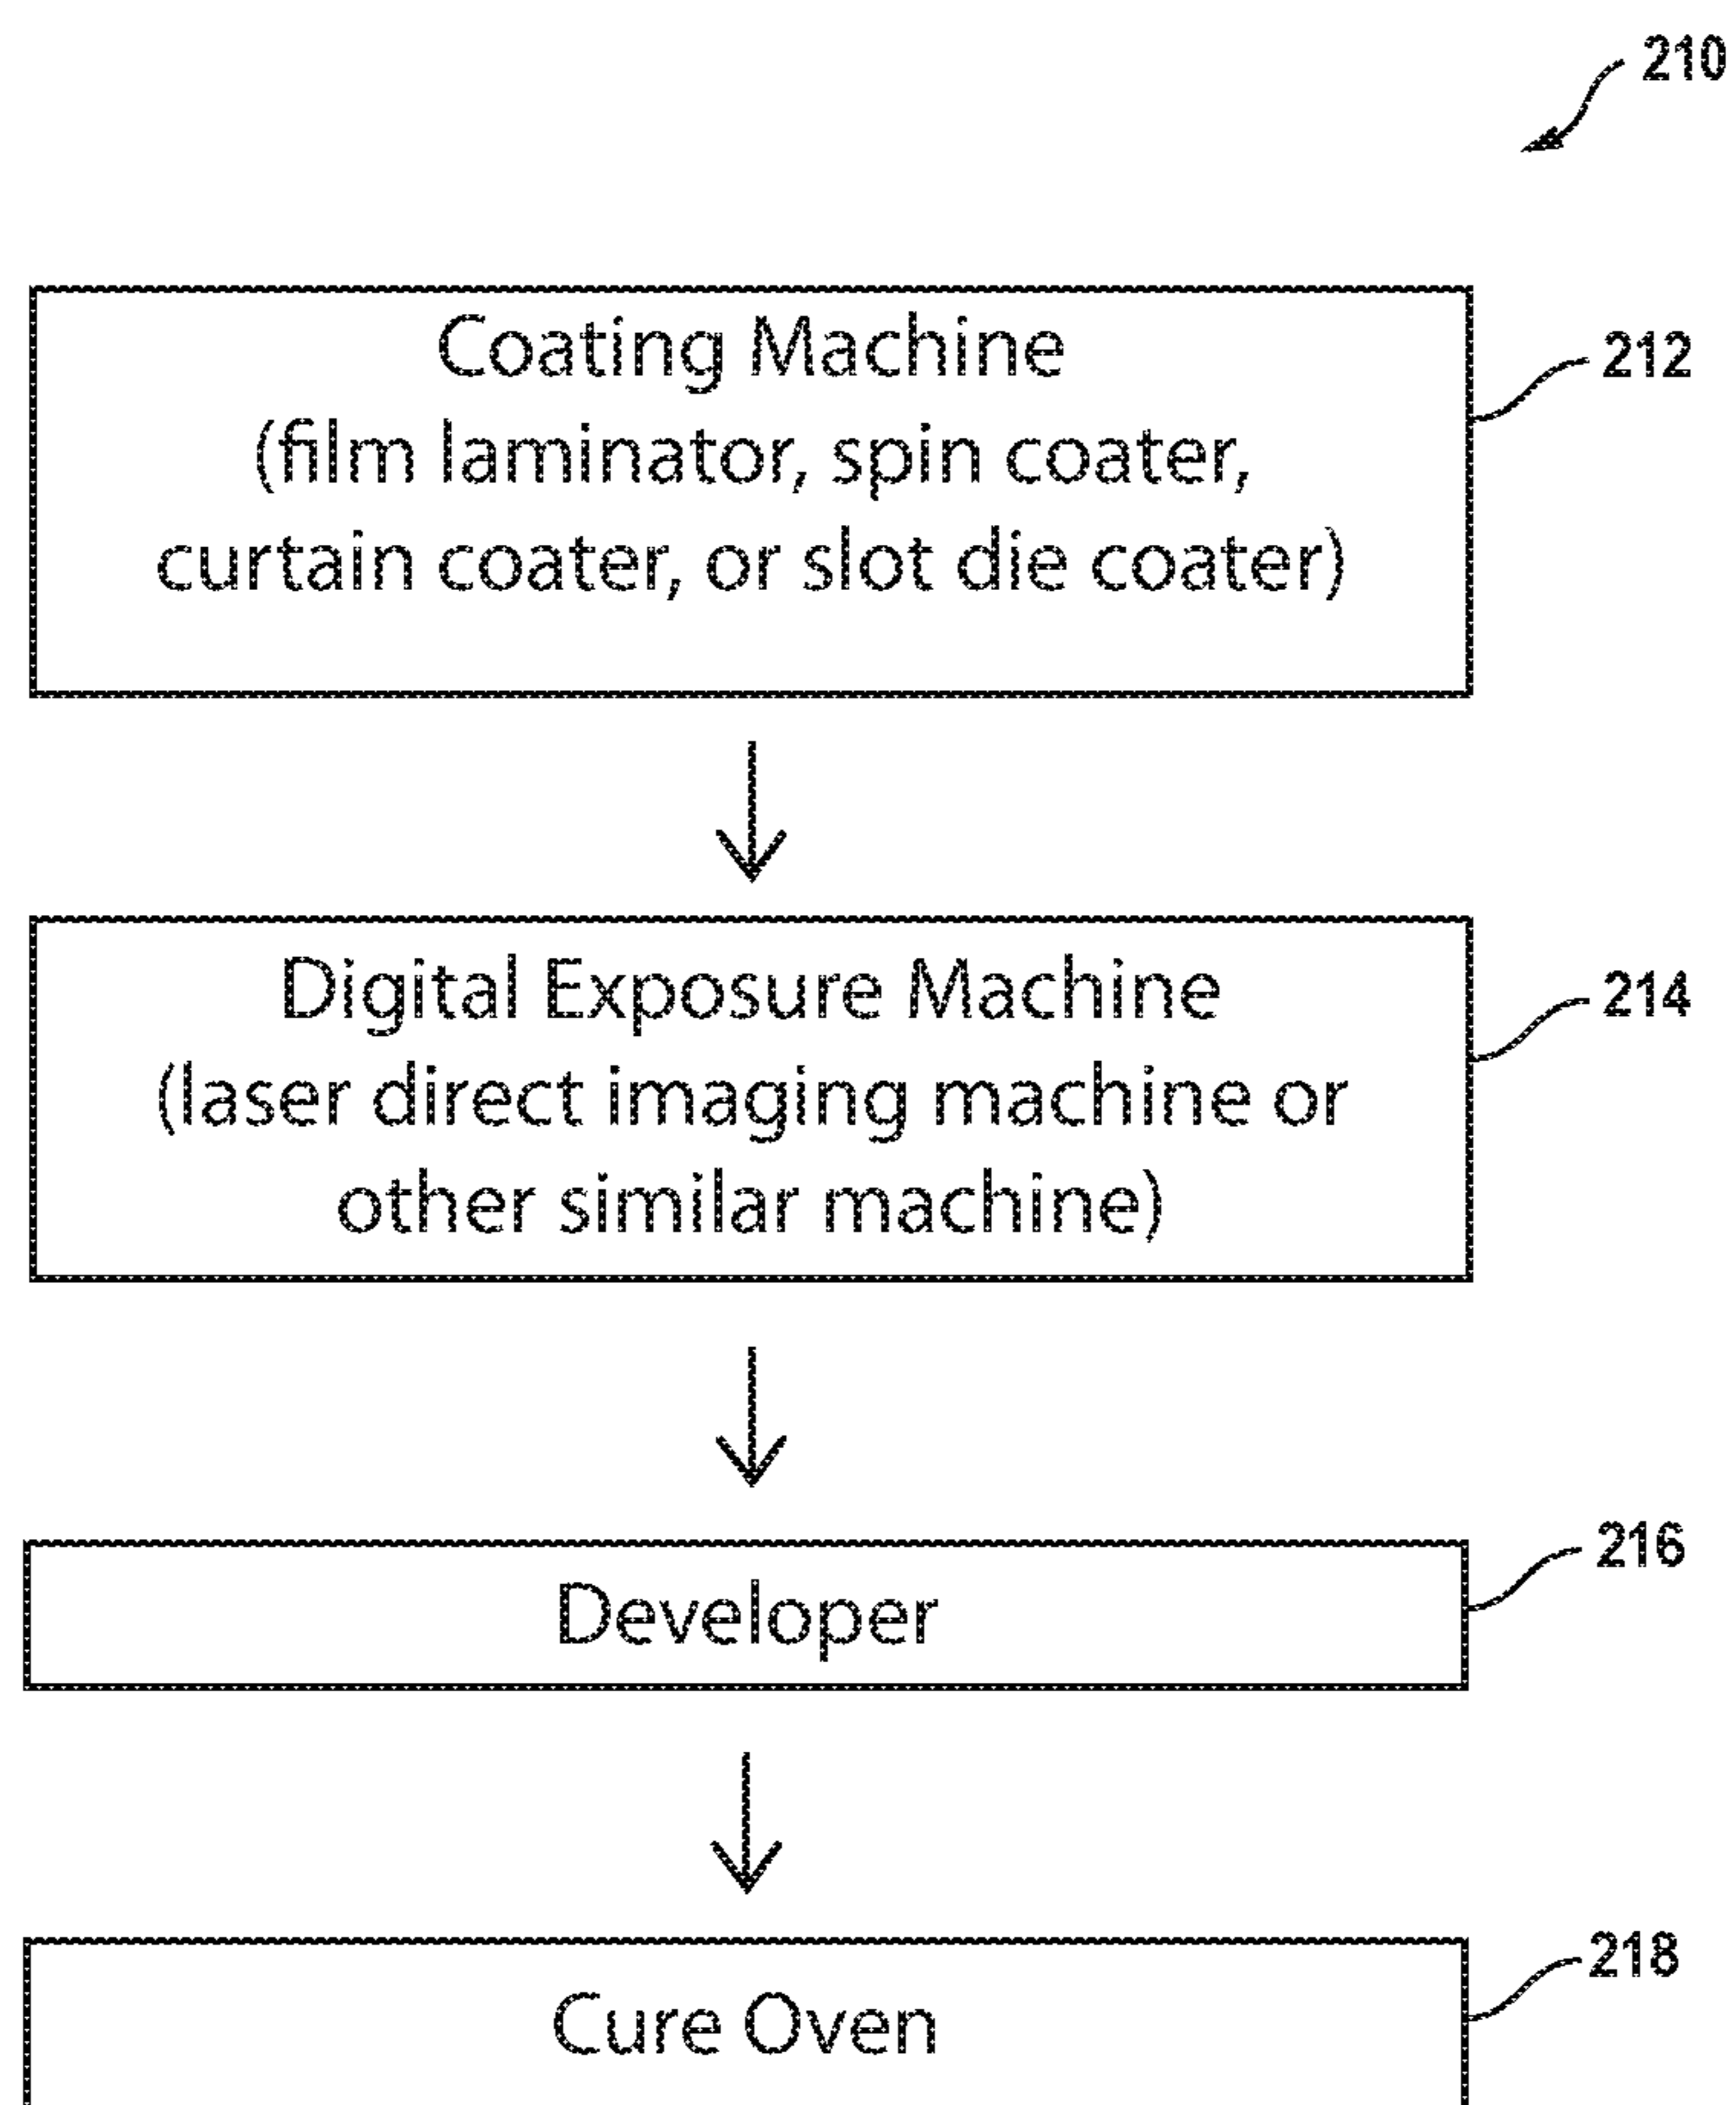 210
Coating Machine
212
(film laminator, spin coater,
curtain coater, or slot die coater)
Digital Exposure Machine
214
(laser direct imaging machine or
other similar machine)
216
Developer
218
Cure Oven